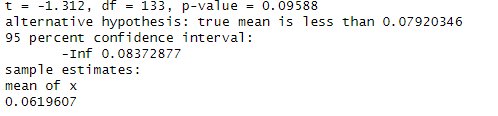 t = -1.312, df = 133, p-value = 0.09588
alternative hypothesis: true mean is less than 0.07920346
95 percent confidence interval:
-Inf 0.08372877
sample estimates:
mean of x
0.0619607